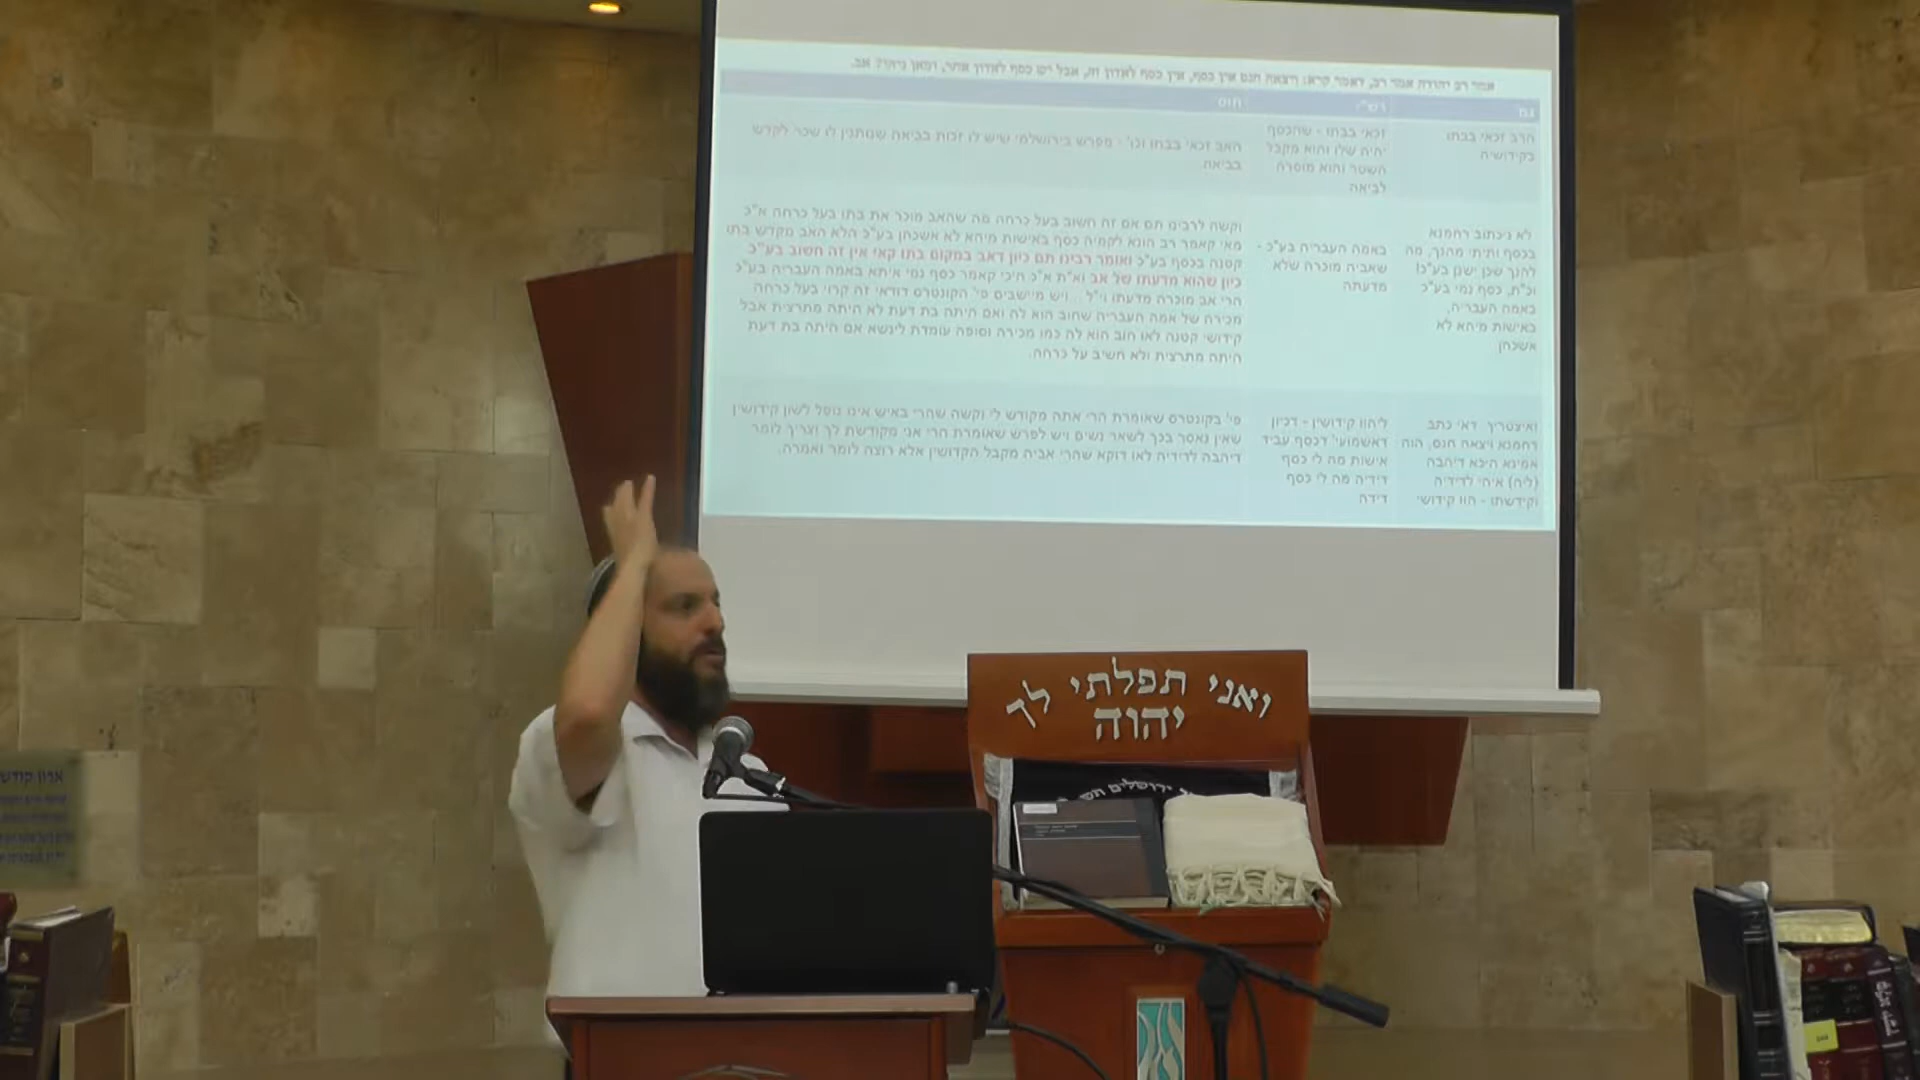 אמר רב יהודה אמר רב, דאמר קרא: ויצאה חנם אין כסף, אין כסף לאדון זה, אבל יש כסף לאדון אחר, ומאן ניהו? אב.
גמ
רש"י
תוס'
הרב זכאי בבתו
בקידושיה
זכאי בבתו - שהכסף
יהיה שלו והוא מקבל
השטר והוא מוסרה
לביאה
האב זכאי בבתו וכו' - מפרש בירושלמי שיש לו זכות בביאה שנותנין לו שכר לקדש
בביאה.
לא ניכתוב רחמנא
בכסף ותיתי מהנך, מה
להנך שכן ישנן בע"כ!
וכ"ת, כסף נמי בע"כ
באמה העבריה,
באישות מיהא לא
אשכחן
באמה העבריה בע"כ -
שאביה מוכרה שלא
מדעתה
וקשה לרבינו תם אם זה חשוב בעל כרחה מה שהאב מוכר את בתו בעל כרחה א"כ
מאי קאמר רב הונא לקמיה כסף באישות מיהא לא אשכחן בע"כ הלא האב מקדש בתו
קטנה בכסף בע"כ ואומר רבינו תם כיון דאב במקום בתו קאי אין זה חשוב בע"כ
כיון שהוא מדעתו של אב וא"ת א"כ היכי קאמר כסף נמי איתא באמה העבריה בע"כ
הרי אב מוכרה מדעתו וי"ל .. ויש מיישבים פי' הקונטרס דודאי זה קרוי בעל כרחה
מכירה של אמה העבריה שחוב הוא לה ואם היתה בת דעת לא היתה מתרצית אבל
קידושי קטנה לאו חוב הוא לה כמו מכירה וסופה עומדת לינשא אם היתה בת דעת
היתה מתרצית ולא חשיב על כרחה.
ואיצטריך דאי כתב
רחמנא ויצאה חנם, הוה
אמינא היכא דיהבה
(ליה) איהי לדידיה
וקידשתו - הוו קידושי
ליהוו קידושין - דכיון
דאשמועי' דכסף עביד
אישות מה לי כסף
דידיה מה לי כסף
דידה
פי' בקונטרס שאומרת הרי אתה מקודש לי וקשה שהרי באיש אינו נופל לשון קידושין
שאין נאסר בכך לשאר נשים ויש לפרש שאומרת הרי אני מקודשת לך וצריך לומר
דיהבה לדידיה לאו דוקא שהרי אביה מקבל הקדושין אלא רוצה לומר ואמרה.
ואני תפלתי לך
יהוה
ירושלים
ארון קודש